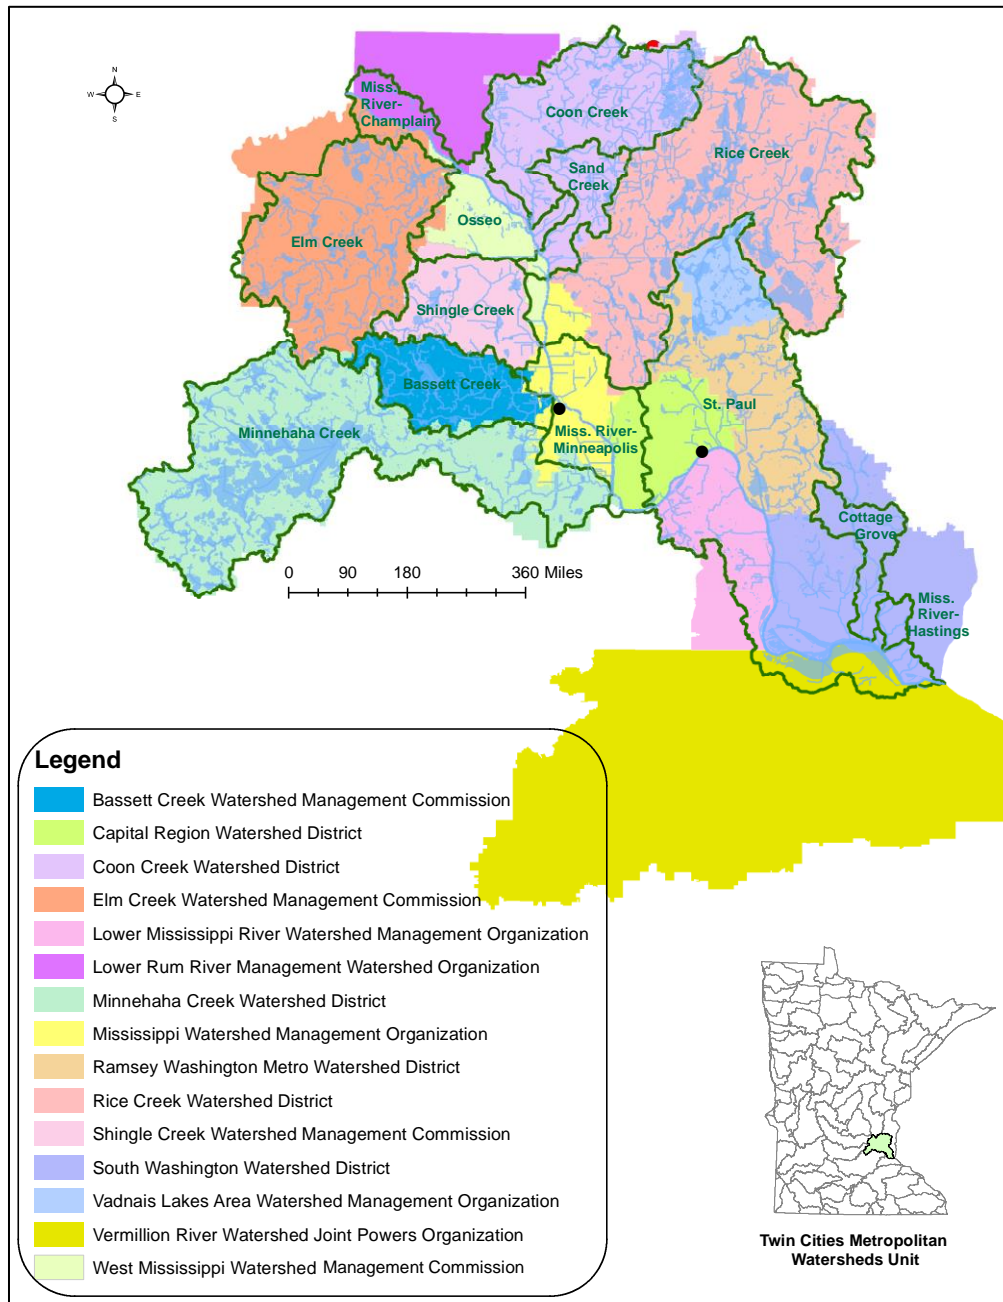 N
W
E
S
Miss.
River-
Champlain
Coon Creek
Rice Creek
Sand
Creek
Osseo
Elm Creek
Shingle Creek
Bassett Creek
St. Paul
Minnehaha Creek
Miss. River-
Minneapolis
Cottage
Grove
0 90 180 360 Miles
Miss.
River-
Hastings
Legend
Bassett Creek Watershed Management Commission
Capital Region Watershed District
Coon Creek Watershed District
Elm Creek Watershed Management Commission
Lower Mississippi River Watershed Management Organization
Lower Rum River Management Watershed Organization
Minnehaha Creek Watershed District
Mississippi Watershed Management Organization
Ramsey Washington Metro Watershed District
Rice Creek Watershed District
Shingle Creek Watershed Management Commission
South Washington Watershed District
Vadnais Lakes Area Watershed Management Organization
Vermillion River Watershed Joint Powers Organization
West Mississippi Watershed Management Commission
Twin Cities Metropolitan
Watersheds Unit